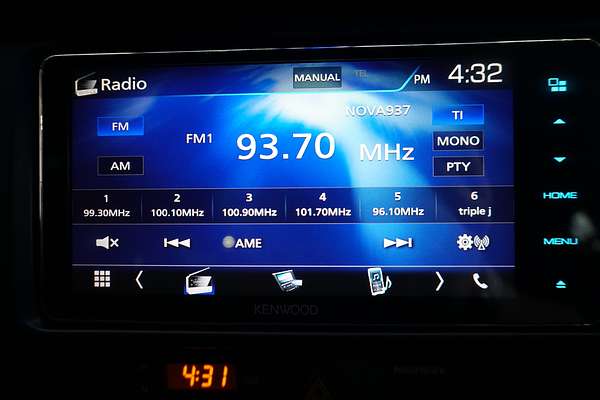 Radio
MANUAL
TEL
PM 4:32
NOVA937
FM
FM1
93.70 MHz
TI
AM
MONO
PTY
1 2 3 4 5 6
99.30MHz 100.10MHz 100.90MHz 101.70MHz 96.10MHz triple j
AME
HOME
MENU
KENWOOD
4:31